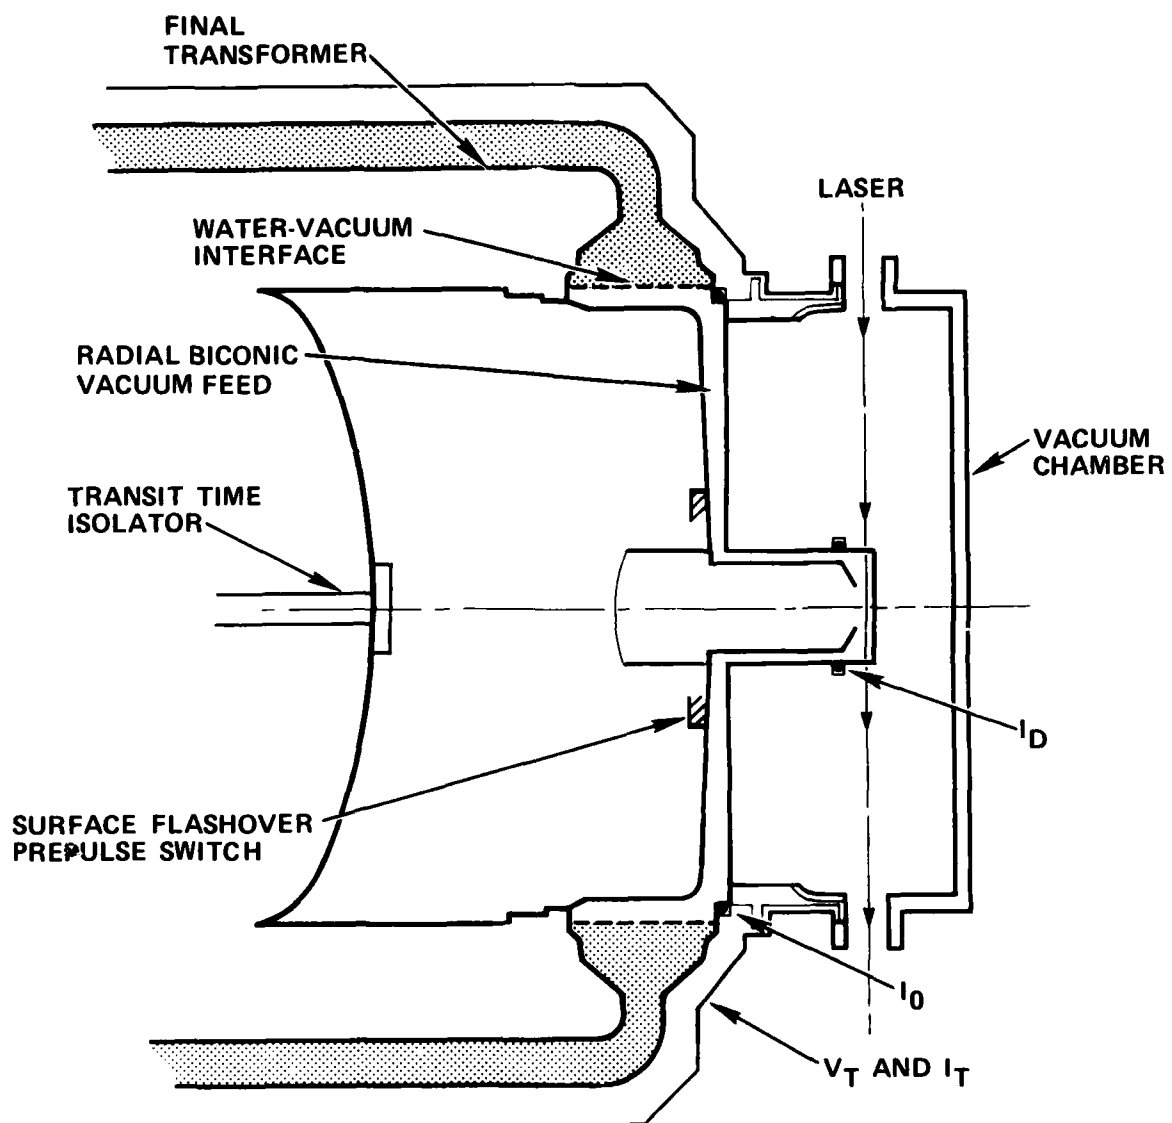 FINAL
TRANSFORMER
LASER
WATER-VACUUM
INTERFACE
RADIAL BICONIC
VACUUM FEED
VACUUM
CHAMBER
TRANSIT TIME
ISOLATOR
I_D
SURFACE FLASHOVER
PREPULSE SWITCH
I_0
V_T AND I_T